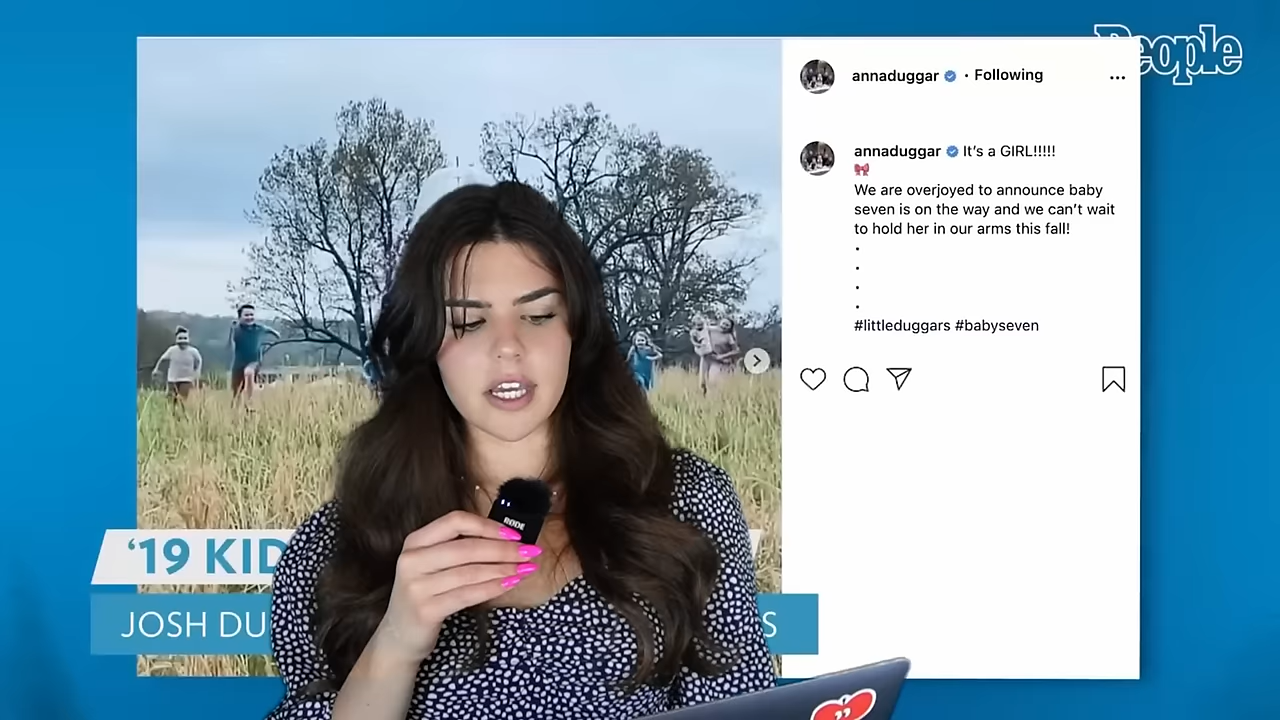 People
annaduggar • Following
annaduggar It's a GIRL!!!!!
We are overjoyed to announce baby
seven is on the way and we can't wait
to hold her in our arms this fall!
.
.
.
.
#littleduggars #babyseven
RØDE
'19 KID
JOSH DU
S